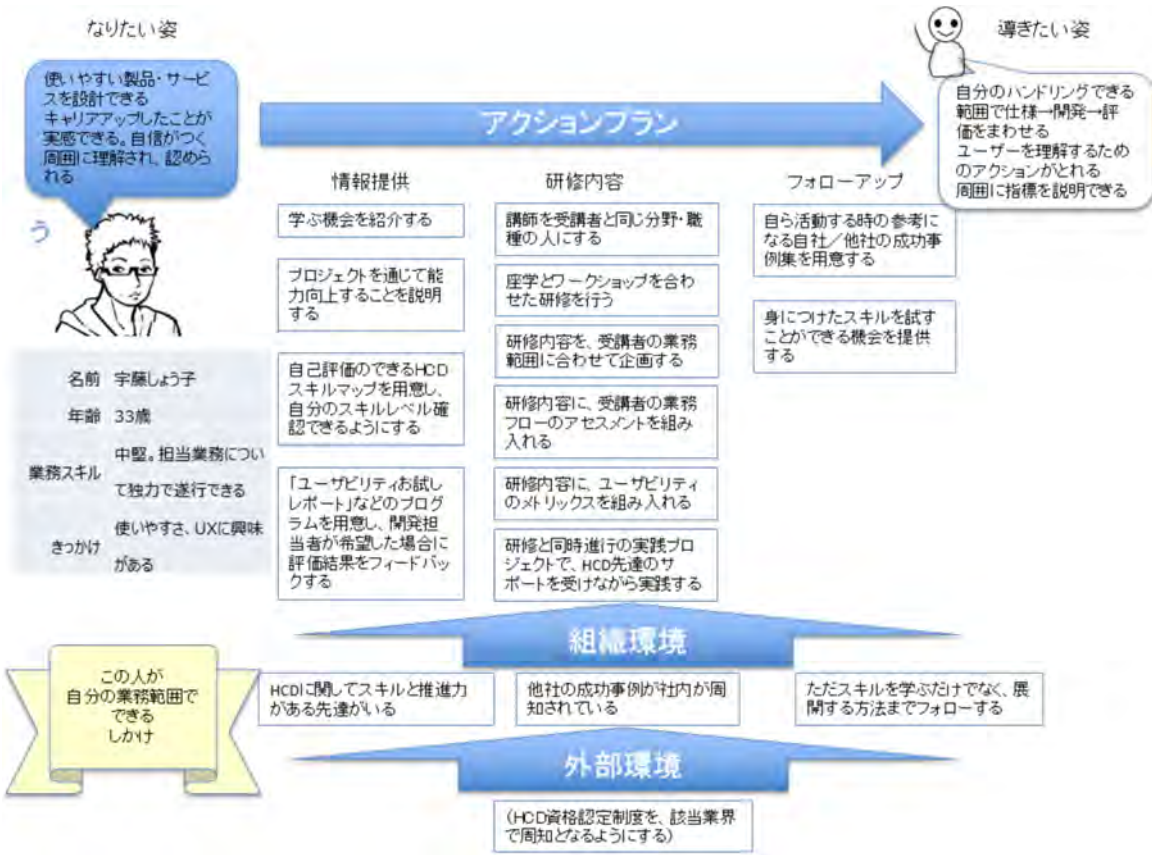 なりたい姿
導きたい姿
使いやすい製品・サービ
スを設計できる
キャリアアップしたことが
実感できる。自信がつく
周囲に理解され、認めら
れる
アクションプラン
自分のハンドリングできる
範囲で仕様→開発→評
価をまわせる
ユーザーを理解するため
のアクションがとれる
周囲に指標を説明できる
う
名前 宇藤しょう子
年齢 33歳
業務スキル 中堅。担当業務につい
て独力で遂行できる
きっかけ 使いやすさ、UXに興味
がある
情報提供
学ぶ機会を紹介する
プロジェクトを通じて能
力向上することを説明
する
自己評価のできるHCD
スキルマップを用意し、
自分のスキルレベル確
認できるようにする
「ユーザビリティお試し
レポート」などのプログ
ラムを用意し、開発担
当者が希望した場合に
評価結果をフィードバッ
クする
研修内容
講師を受講者と同じ分野・職
種の人にする
座学とワークショップを合わ
せた研修を行う
研修内容を、受講者の業務
範囲に合わせて企画する
研修内容に、受講者の業務
フローのアセスメントを組み
入れる
研修内容に、ユーザビリティ
のメトリックスを組み入れる
研修と同時進行の実践プロ
ジェクトで、HCD先達のサ
ポートを受けながら実践する
フォローアップ
自ら活動する時の参考に
なる自社／他社の成功事
例集を用意する
身につけたスキルを試す
ことができる機会を提供
する
組織環境
この人が
自分の業務範囲で
できる
しかけ
HCDに関してスキルと推進力
がある先達がいる
他社の成功事例が社内が周
知されている
ただスキルを学ぶだけでなく、展
開する方法までフォローする
外部環境
（HCD資格認定制度を、該当業界
で周知となるようにする）